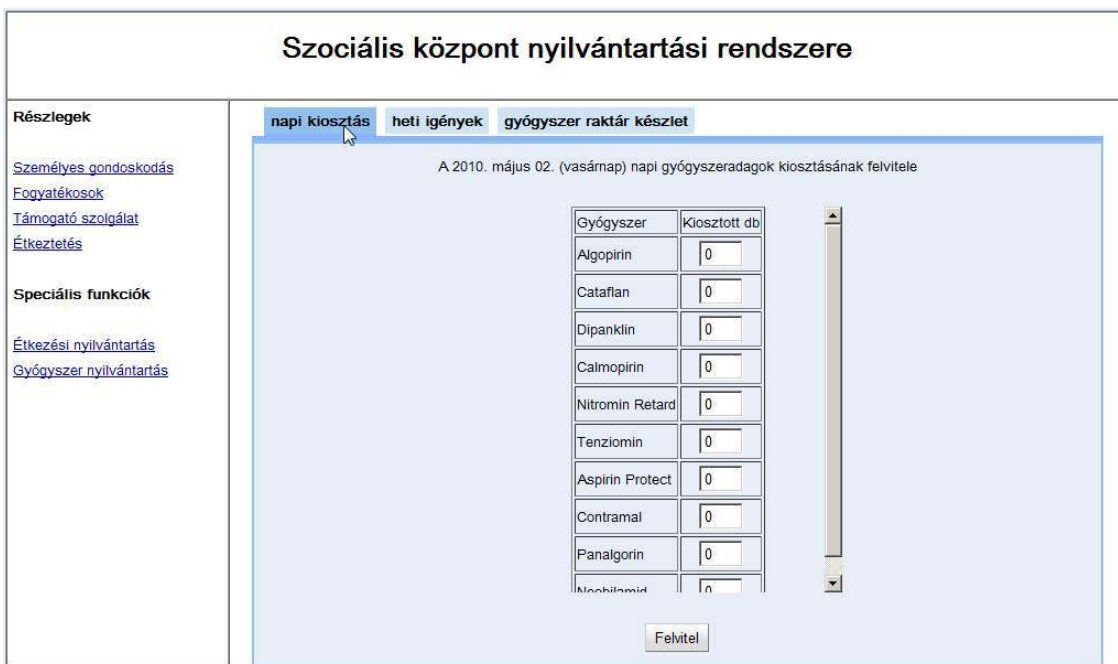 Szociális központ nyilvántartási rendszere
Részlegek
Személyes gondoskodás
Fogyatékosok
Támogató szolgálat
Étkeztetés
Speciális funkciók
Étkezési nyilvántartás
Gyógyszer nyilvántartás
napi kiosztás heti igények gyógyszer raktár készlet
A 2010. május 02. (vasárnap) napi gyógyszeradagok kiosztásának felvitele
Gyógyszer Kiosztott db
Algopirin 0
Cataflan 0
Dipanklin 0
Calmopirin 0
Nitromin Retard 0
Tenziomin 0
Aspirin Protect 0
Contramal 0
Panalgorin 0
0
Felvitel